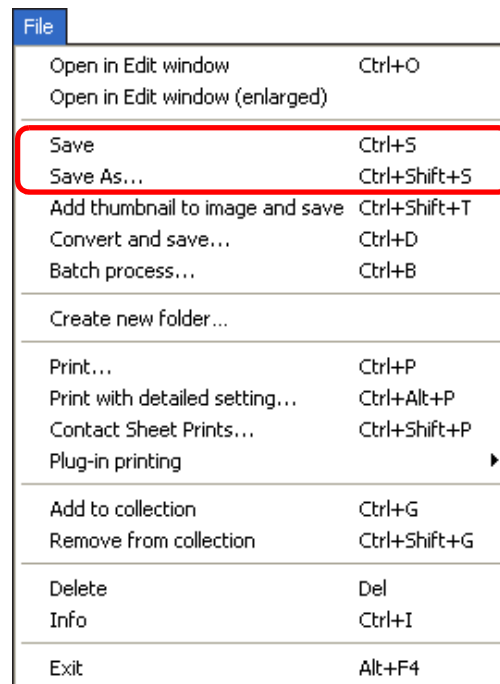 File
Open in Edit window Ctrl+O
Open in Edit window (enlarged)
Save Ctrl+S
Save As... Ctrl+Shift+S
Add thumbnail to image and save Ctrl+Shift+T
Convert and save... Ctrl+D
Batch process... Ctrl+B
Create new folder...
Print... Ctrl+P
Print with detailed setting... Ctrl+Alt+P
Contact Sheet Prints... Ctrl+Shift+P
Plug-in printing
Add to collection Ctrl+G
Remove from collection Ctrl+Shift+G
Delete Del
Info Ctrl+I
Exit Alt+F4